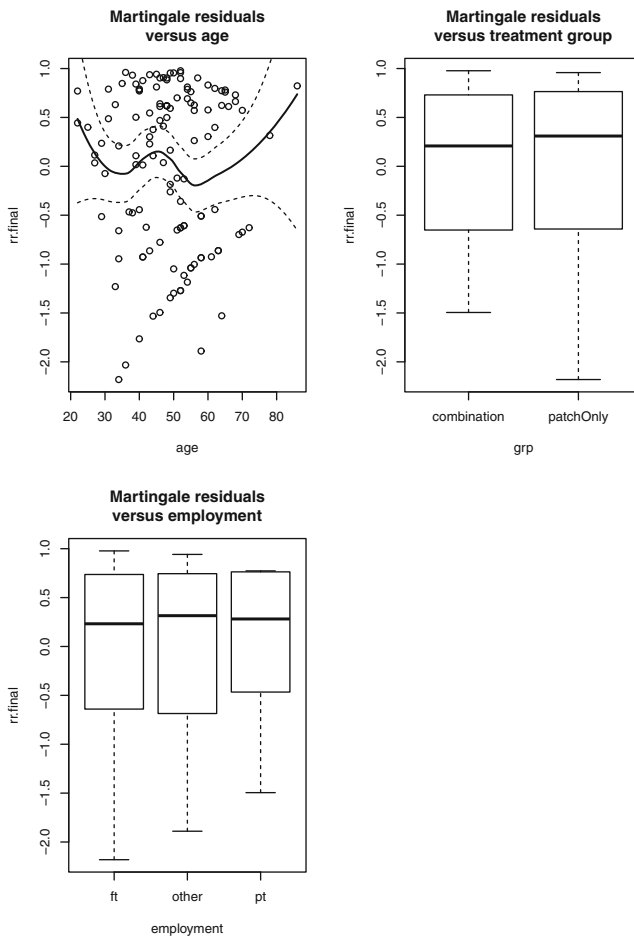 Martingale residuals
versus age
rr.final
1.0
0.5
0.0
−0.5
−1.0
−1.5
−2.0
20 30 40 50 60 70 80
age
Martingale residuals
versus treatment group
rr.final
1.0
0.5
0.0
−0.5
−1.0
−1.5
−2.0
combination patchOnly
grp
Martingale residuals
versus employment
rr.final
1.0
0.5
0.0
−0.5
−1.0
−1.5
−2.0
ft other pt
employment